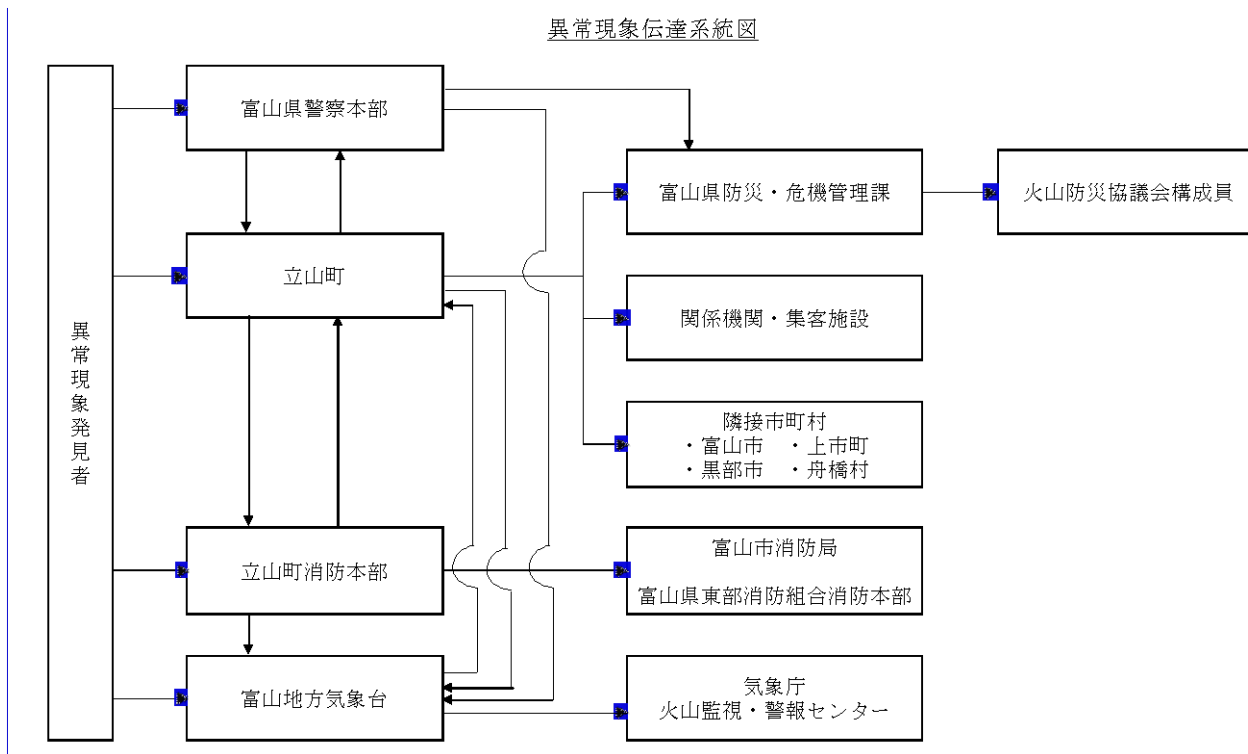 異常現象伝達系統図
異常現象発見者
富山県警察本部
富山県防災・危機管理課
火山防災協議会構成員
立山町
関係機関・集客施設
隣接市町村
・富山市 ・上市町
・黒部市 ・舟橋村
立山町消防本部
富山市消防局
富山県東部消防組合消防本部
富山地方気象台
気象庁
火山監視・警報センター